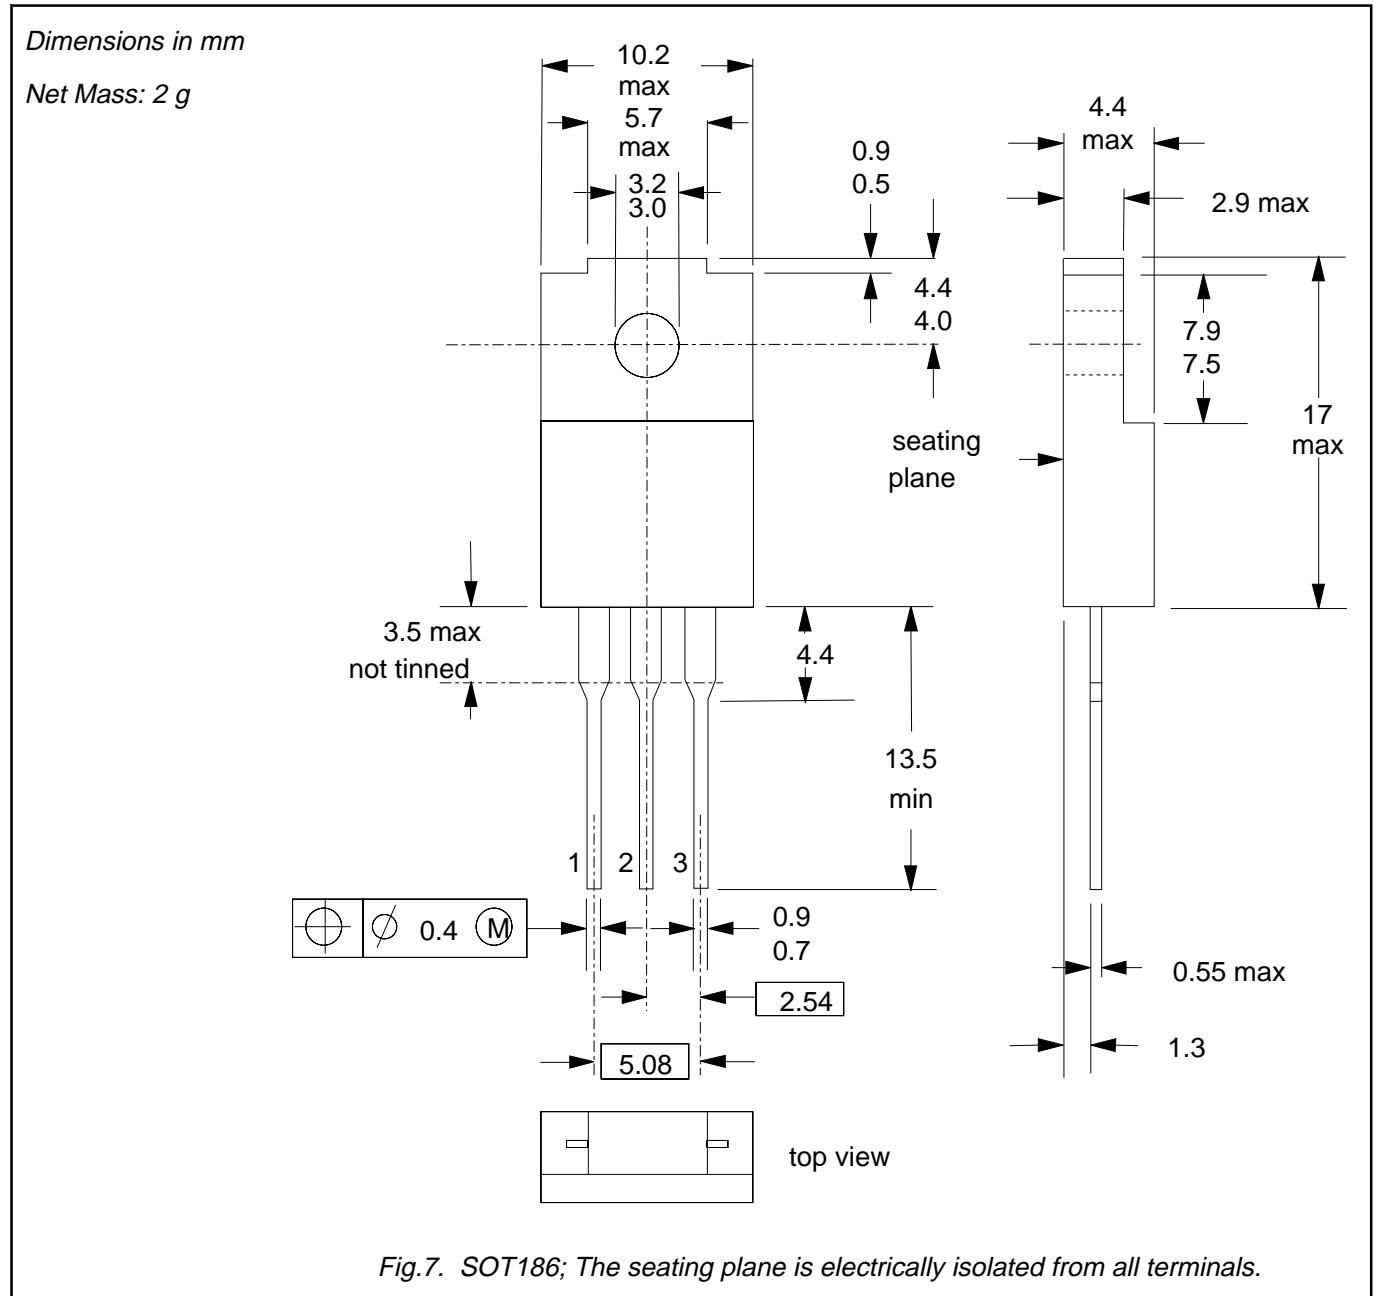 Dimensions in mm
Net Mass: 2 g
10.2
max
5.7
max
3.2
3.0
0.9
0.5
4.4
4.0
4.4
max
2.9 max
7.9
7.5
17
max
seating
plane
3.5 max
not tinned
4.4
13.5
min
1 2 3
0.4 M
0.9
0.7
2.54
5.08
0.55 max
1.3
top view
Fig.7. SOT186; The seating plane is electrically isolated from all terminals.